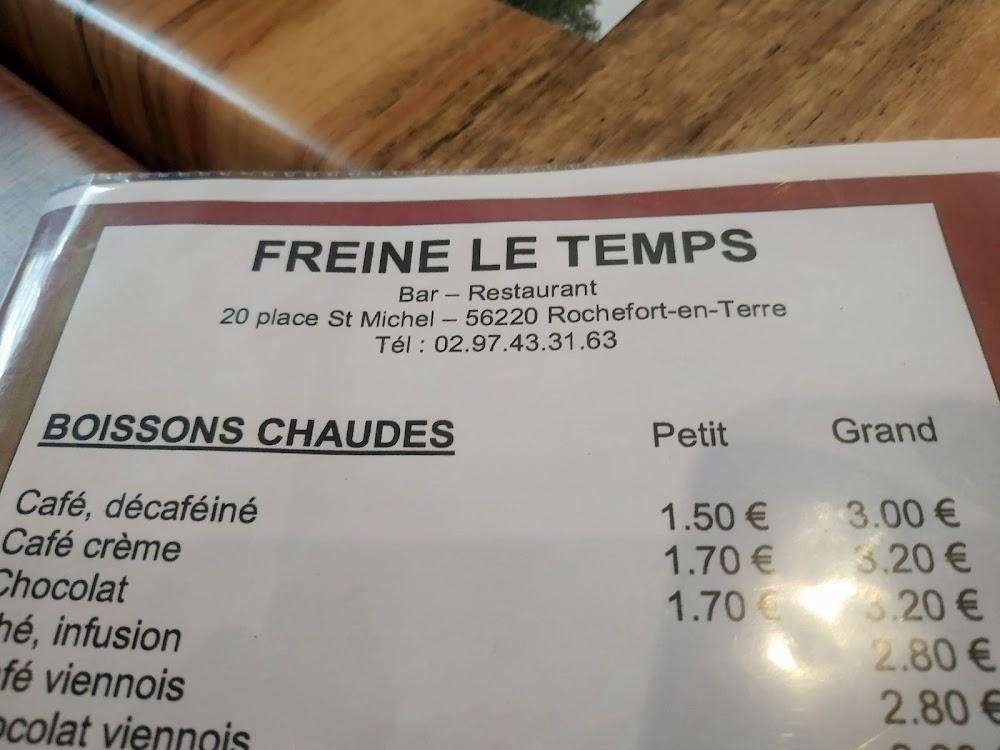 FREINE LE TEMPS
Bar – Restaurant
20 place St Michel – 56220 Rochefort-en-Terre
Tél : 02.97.43.31.63
BOISSONS CHAUDES Petit Grand
Café, décaféiné 1.50 € 3.00 €
Café crème 1.70 € 3.20 €
Chocolat 1.70 € 3.20 €
hé, infusion 2.80 €
fé viennois 2.80 €
ocolat viennois